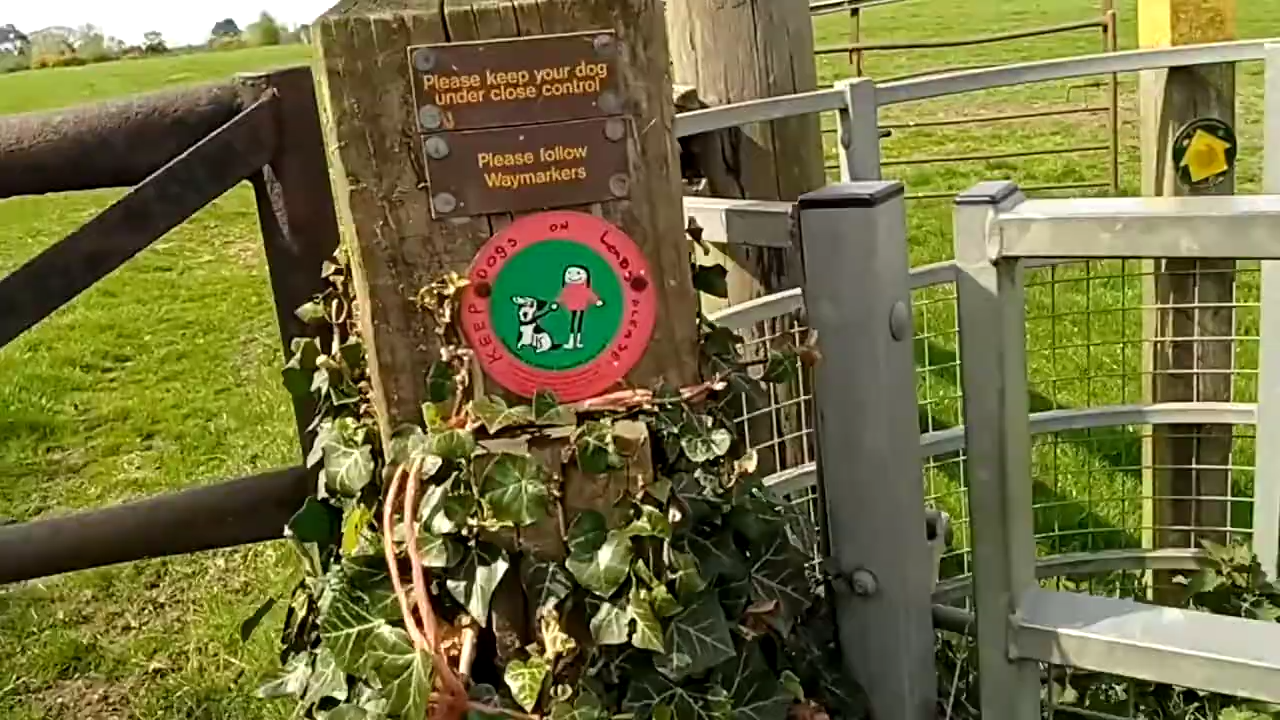 Please keep your dog
under close control
Please follow
Waymarkers
KEEP DOGS ON LEADS PLEASE!